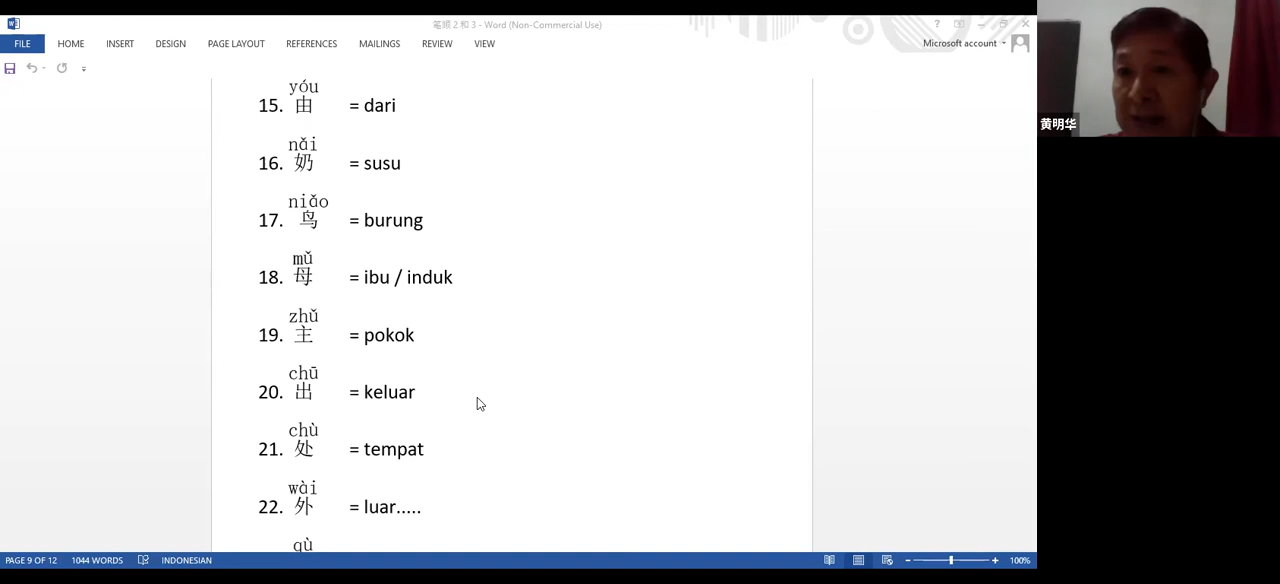 笔顺 2 和 3 - Word (Non-Commercial Use)
FILE HOME INSERT DESIGN PAGE LAYOUT REFERENCES MAILINGS REVIEW VIEW
Microsoft account
黄明华
yóu
15. 由 = dari
nǎi
16. 奶 = susu
niǎo
17. 鸟 = burung
mǔ
18. 母 = ibu / induk
zhǔ
19. 主 = pokok
chū
20. 出 = keluar
chù
21. 处 = tempat
wài
22. 外 = luar.....
qù
PAGE 9 OF 12 1044 WORDS INDONESIAN 100%